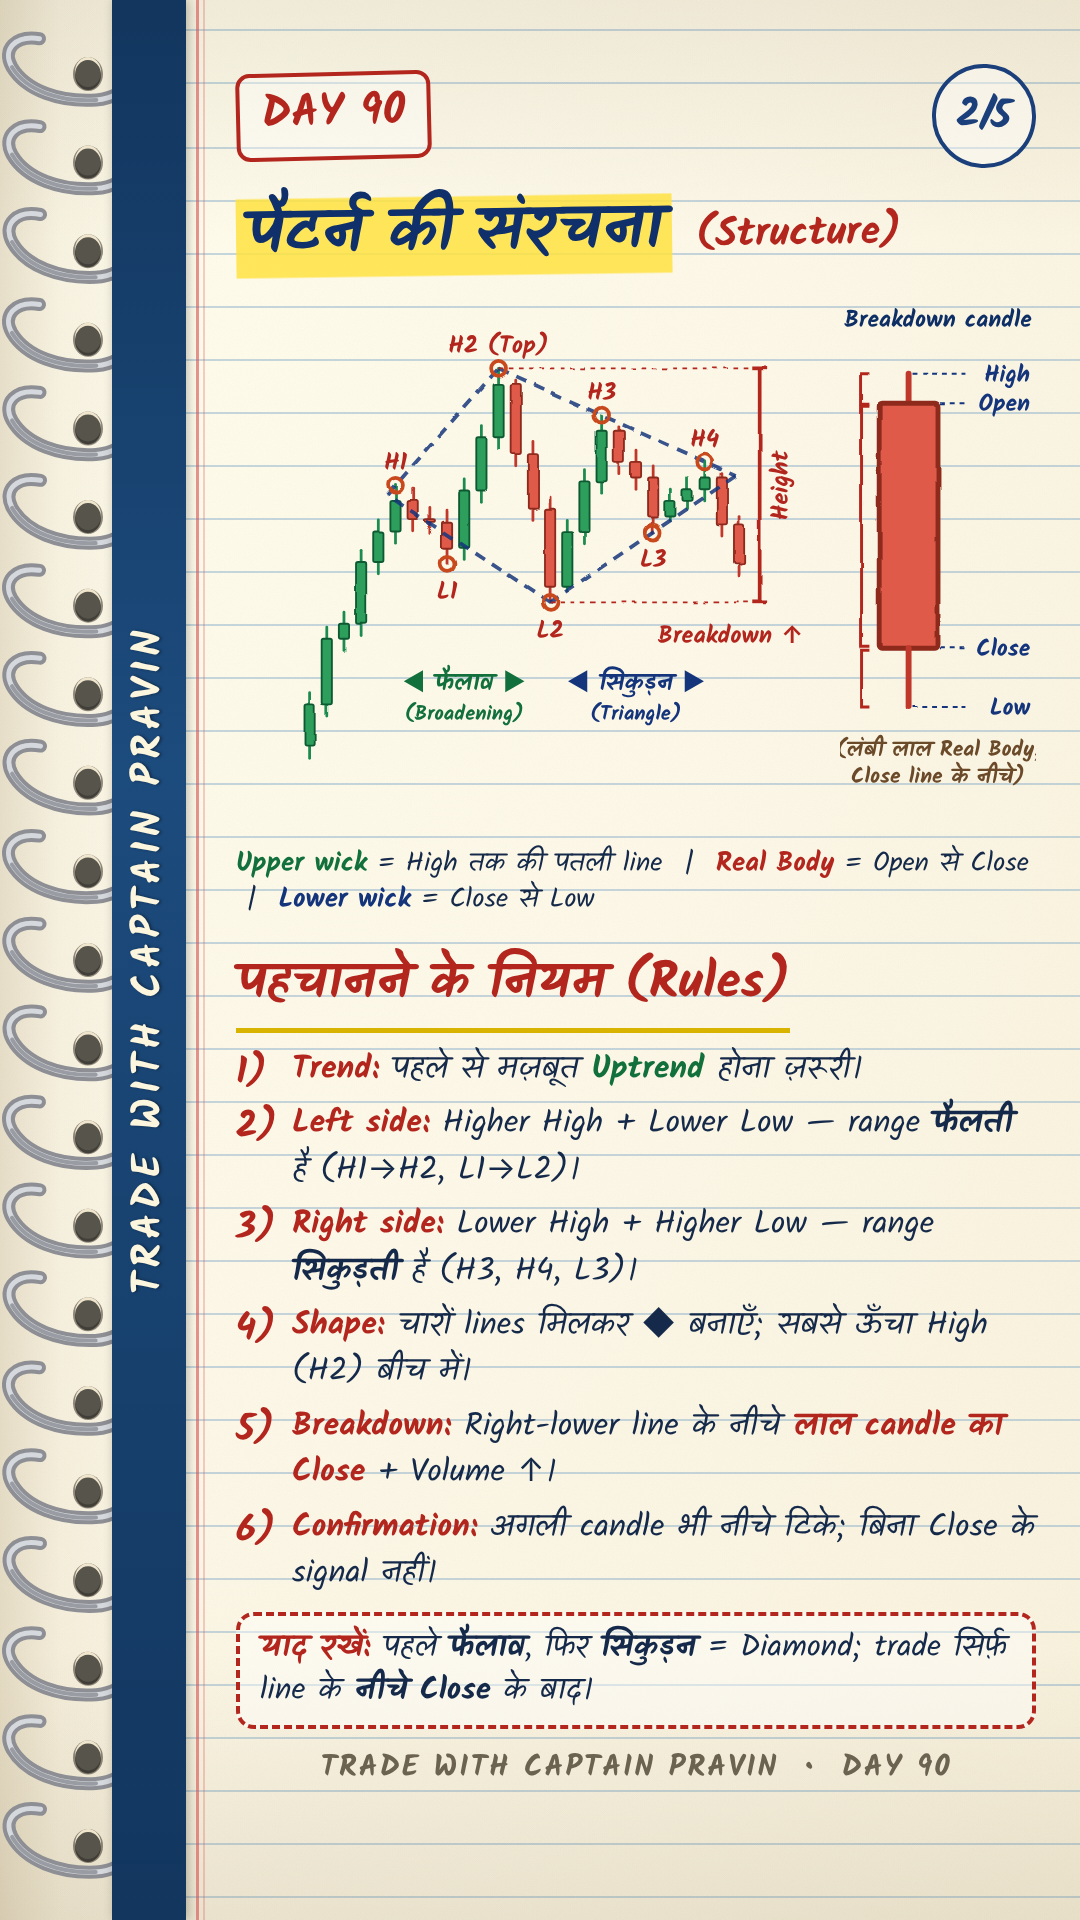 DAY 90
2/5
पैटर्न की संरचना (Structure)
Breakdown candle
H2 (Top)
High
Open
H3
H4
H1
Height
L1
L2
L3
Breakdown ↑
Close
Low
◀ फैलाव ▶
(Broadening)
◀ सिकुड़न ▶
(Triangle)
(लंबी लाल Real Body,
Close line के नीचे)
Upper wick = High तक की पतली line | Real Body = Open से Close
| Lower wick = Close से Low
पहचानने के नियम (Rules)
1) Trend: पहले से मज़बूत Uptrend होना ज़रूरी।
2) Left side: Higher High + Lower Low — range फैलती
है (H1→H2, L1→L2)।
3) Right side: Lower High + Higher Low — range
सिकुड़ती है (H3, H4, L3)।
4) Shape: चारों lines मिलकर ◆ बनाएँ; सबसे ऊँचा High
(H2) बीच में।
5) Breakdown: Right-lower line के नीचे लाल candle का
Close + Volume ↑।
6) Confirmation: अगली candle भी नीचे टिके; बिना Close के
signal नहीं।
याद रखें: पहले फैलाव, फिर सिकुड़न = Diamond; trade सिर्फ़
line के नीचे Close के बाद।
TRADE WITH CAPTAIN PRAVIN · DAY 90
TRADE WITH CAPTAIN PRAVIN